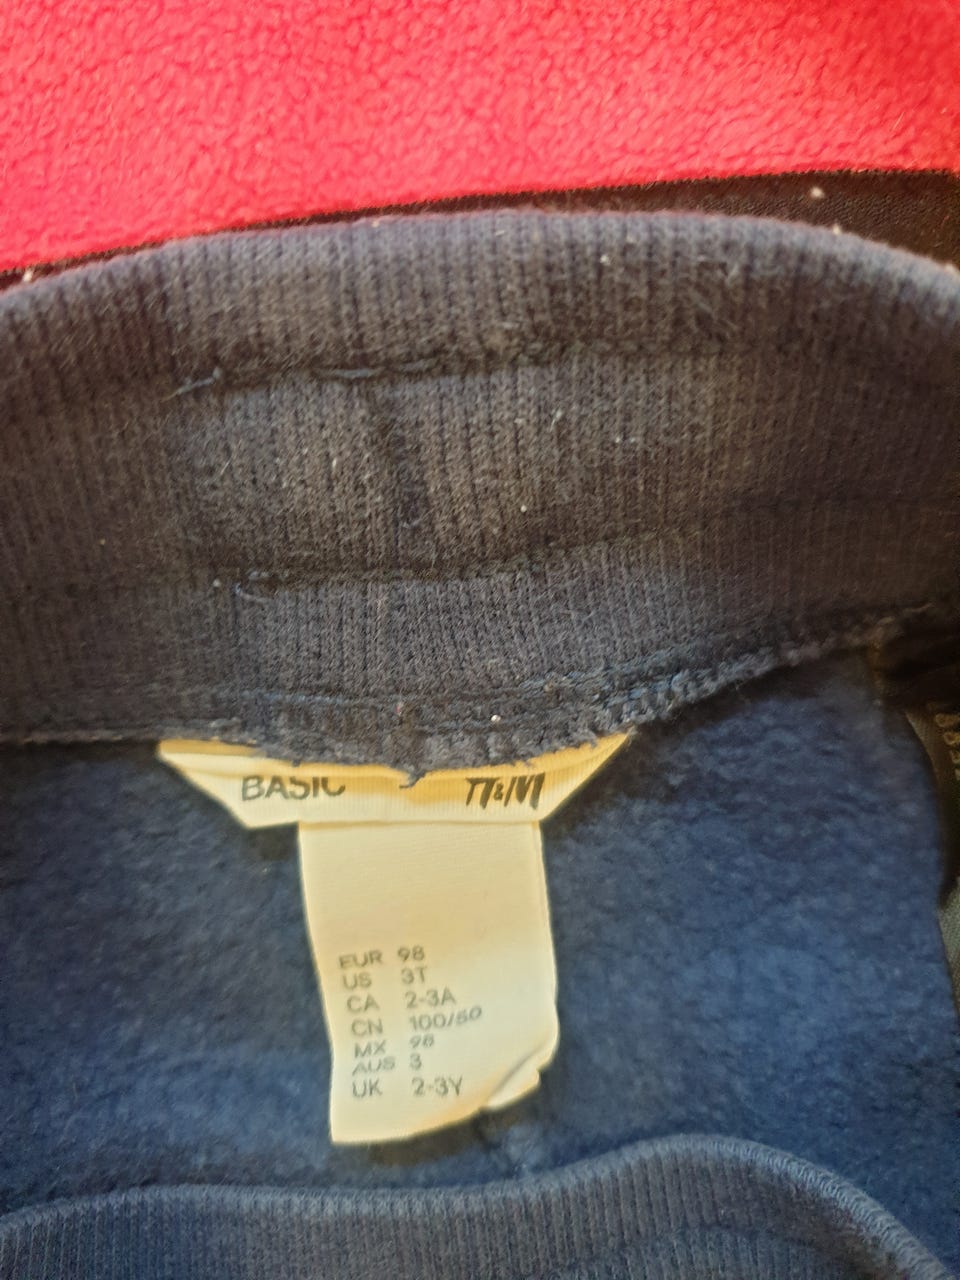 BASIC H&M
EUR 98
US 3T
CA 2-3A
CN 100/50
MX 98
AUS 3
UK 2-3Y